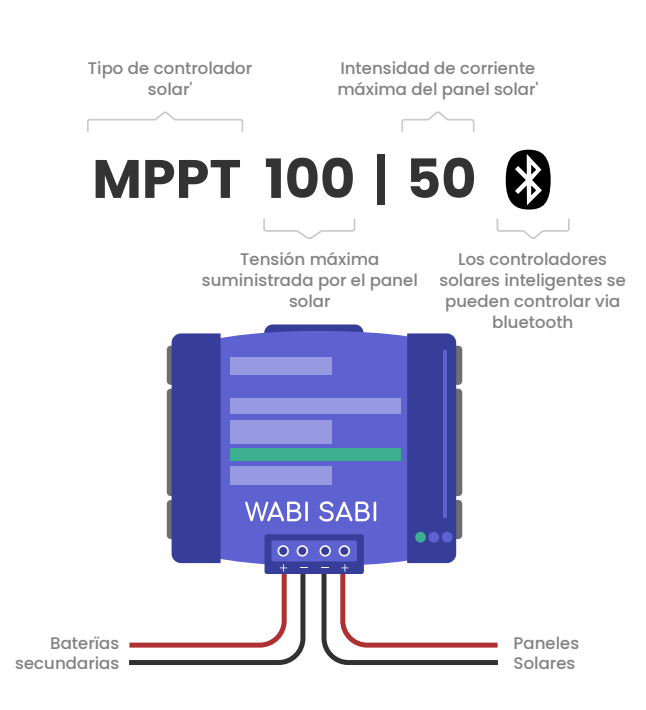 Tipo de controlador
solar'
Intensidad de corriente
máxima del panel solar'
MPPT 100 | 50
Tensión máxima
suministrada por el panel
solar
Los controladores
solares inteligentes se
pueden controlar via
bluetooth
WABI SABI
+ − − +
Baterïas
secundarias
Paneles
Solares